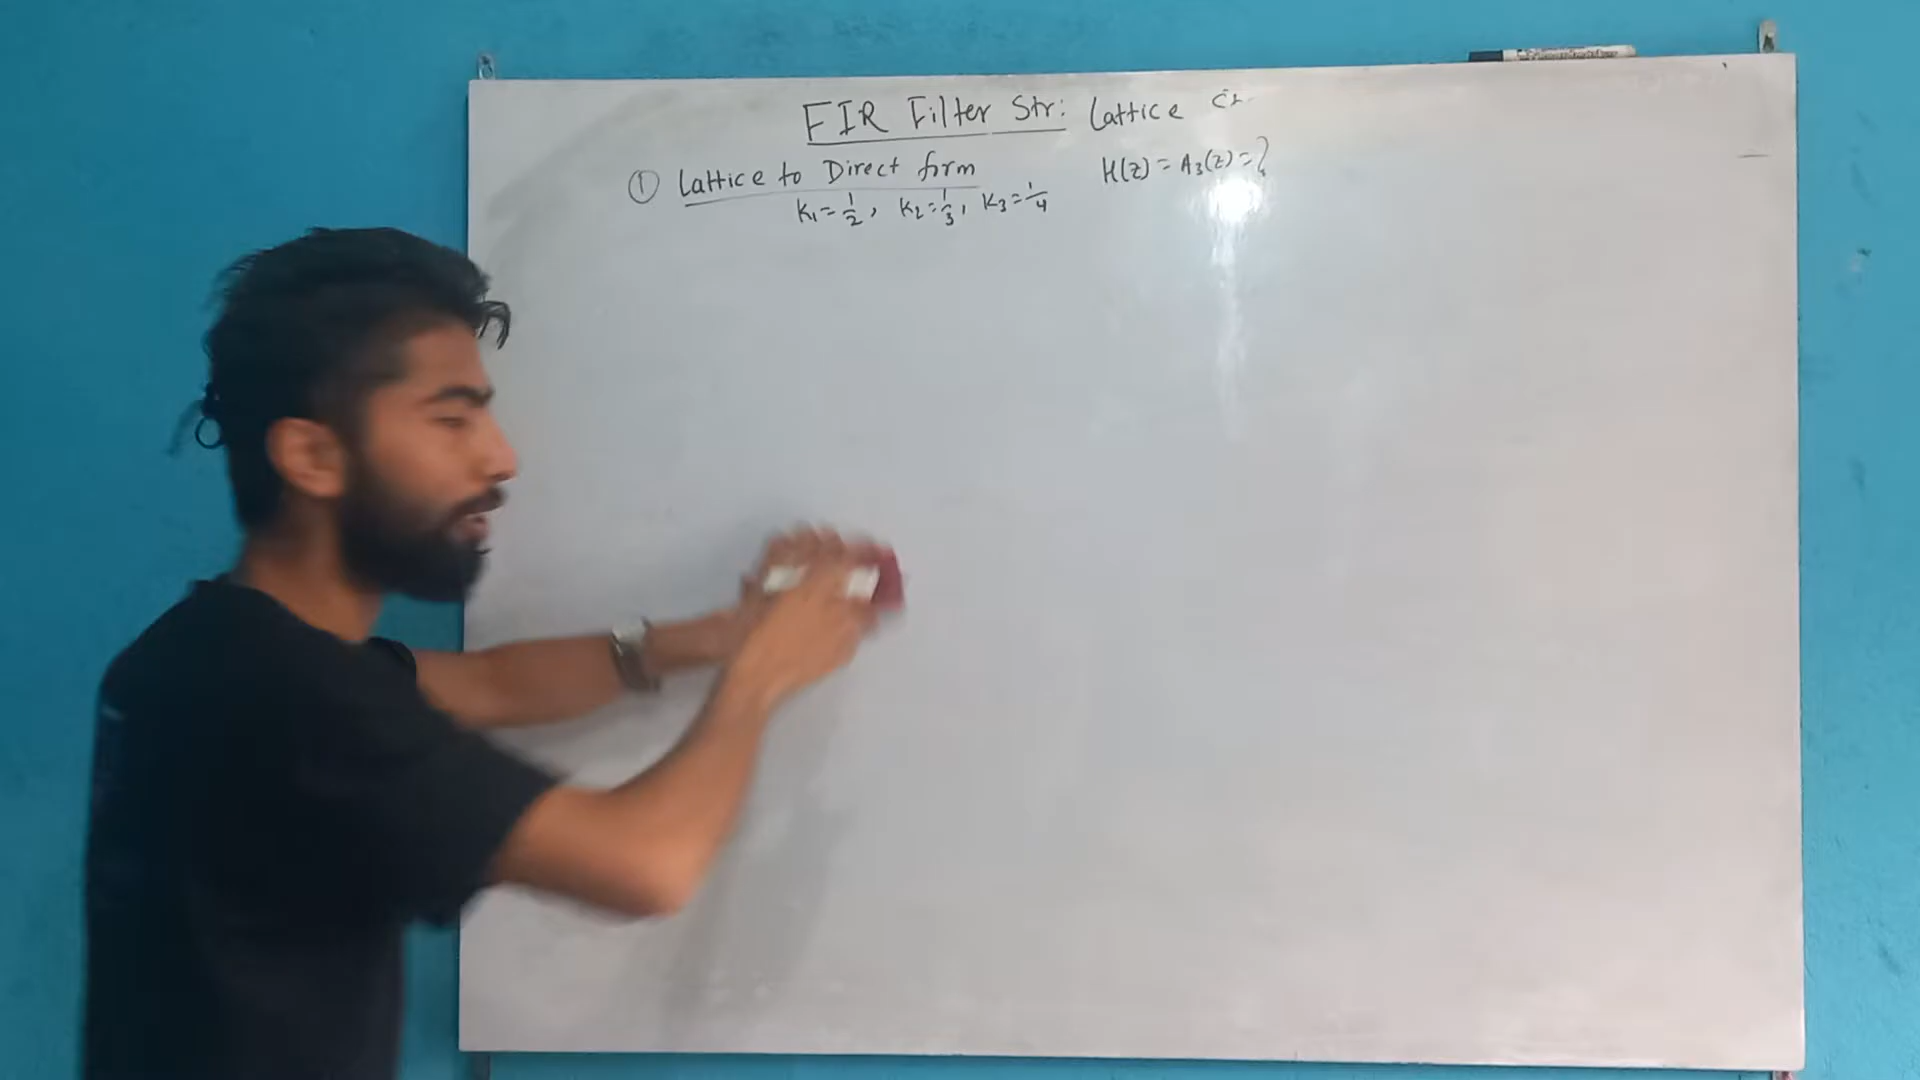 FIR Filter Str: Lattice
① Lattice to Direct form H(z) = A₃(z) = ?
K₁ = 1/2, K₂ = 1/3, K₃ = 1/4